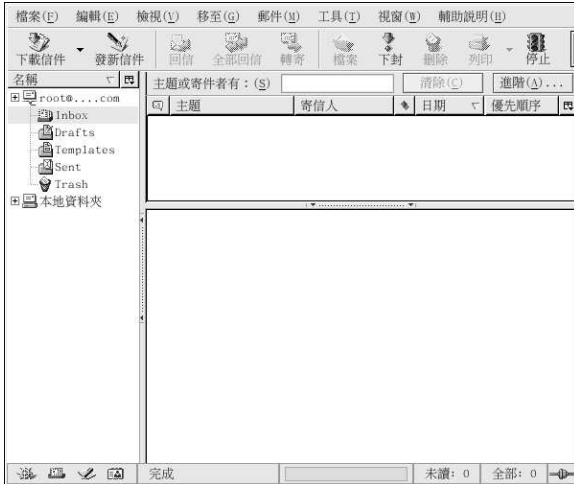 檔案(F) 編輯(E) 檢視(V) 移至(G) 郵件(M) 工具(T) 視窗(W) 輔助説明(H)
下載信件 發新信件 回信 全部回信 轉寄 檔案 下封 刪除 列印 停止
名稱
主題或寄件者有：(S) 清除(C) 進階(A)...
主題 寄信人 日期 優先順序
root@....com
Inbox
Drafts
Templates
Sent
Trash
本地資料夾
完成 未讀: 0 全部: 0